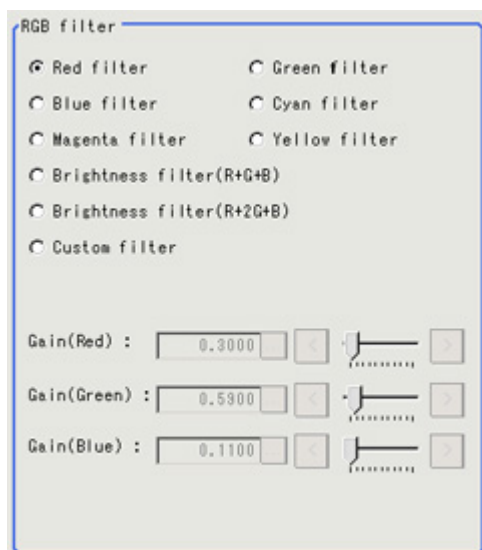 RGB filter
Red filter Green filter
Blue filter Cyan filter
Magenta filter Yellow filter
Brightness filter(R+G+B)
Brightness filter(R+2G+B)
Custom filter
Gain(Red) : 0.3000 < >
Gain(Green) : 0.5900 < >
Gain(Blue) : 0.1100 < >